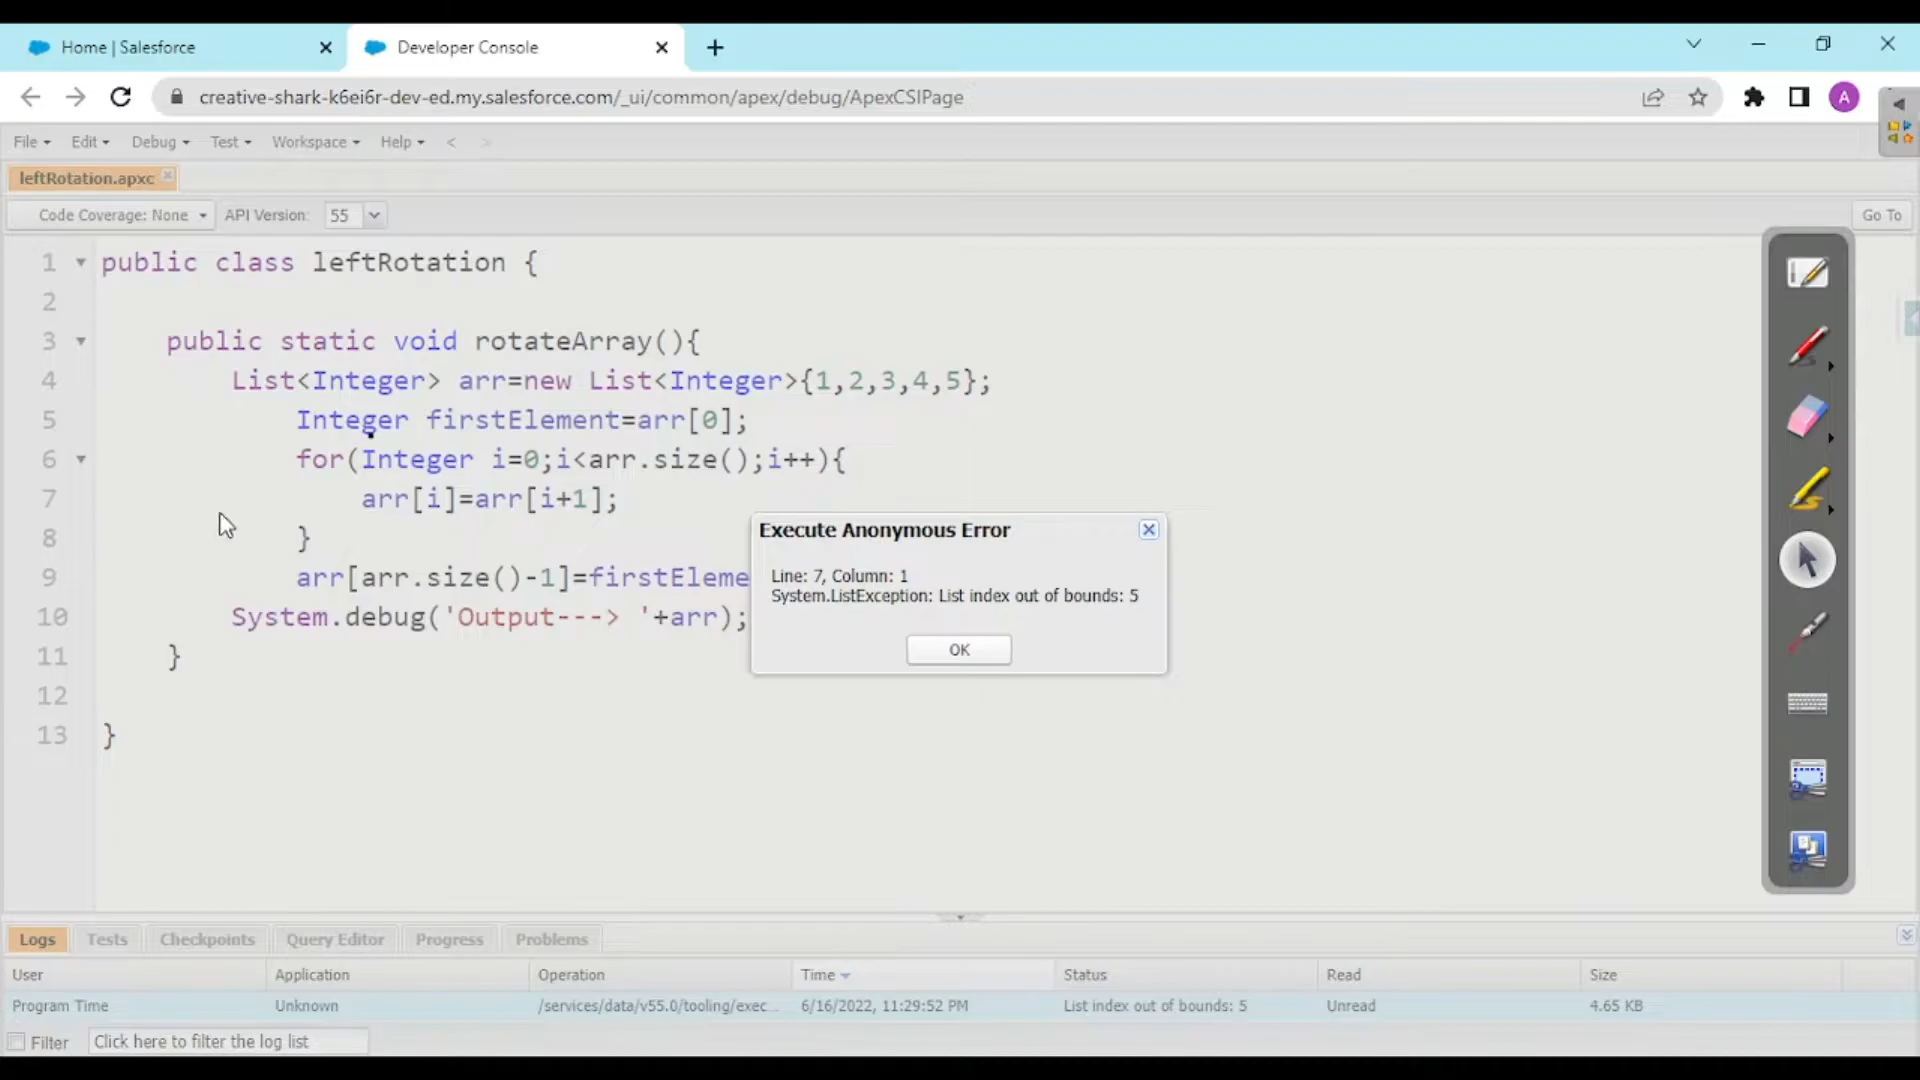 Home | Salesforce
Developer Console
creative-shark-k6ei6r-dev-ed.my.salesforce.com/_ui/common/apex/debug/ApexCSIPage
A
File Edit Debug Test Workspace Help < >
leftRotation.apxc
Code Coverage: None API Version: 55 Go To
1 public class leftRotation {
2
3 public static void rotateArray(){
4 List<Integer> arr=new List<Integer>{1,2,3,4,5};
5 Integer firstElement=arr[0];
6 for(Integer i=0;i<arr.size();i++){
7 arr[i]=arr[i+1];
8 }
9 arr[arr.size()-1]=firstEleme
10 System.debug('Output---> '+arr);
11 }
12
13 }
Execute Anonymous Error
Line: 7, Column: 1
System.ListException: List index out of bounds: 5
OK
Logs Tests Checkpoints Query Editor Progress Problems
User Application Operation Time Status Read Size
Program Time Unknown /services/data/v55.0/tooling/exec... 6/16/2022, 11:29:52 PM List index out of bounds: 5 Unread 4.65 KB
Filter Click here to filter the log list